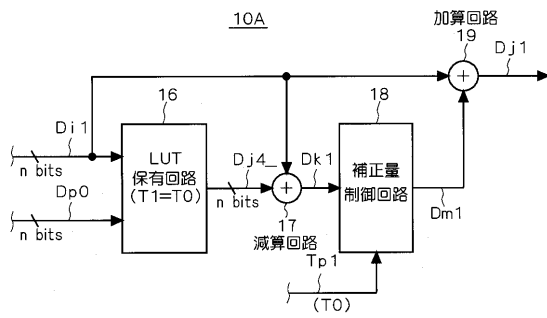 10A
加算回路
19
Dj1
16
18
Di1
n bits
LUT
保有回路
(T1=T0)
Dj4
n bits
Dk1
補正量
制御回路
Dp0
n bits
17
減算回路
Dm1
Tp1
(T0)